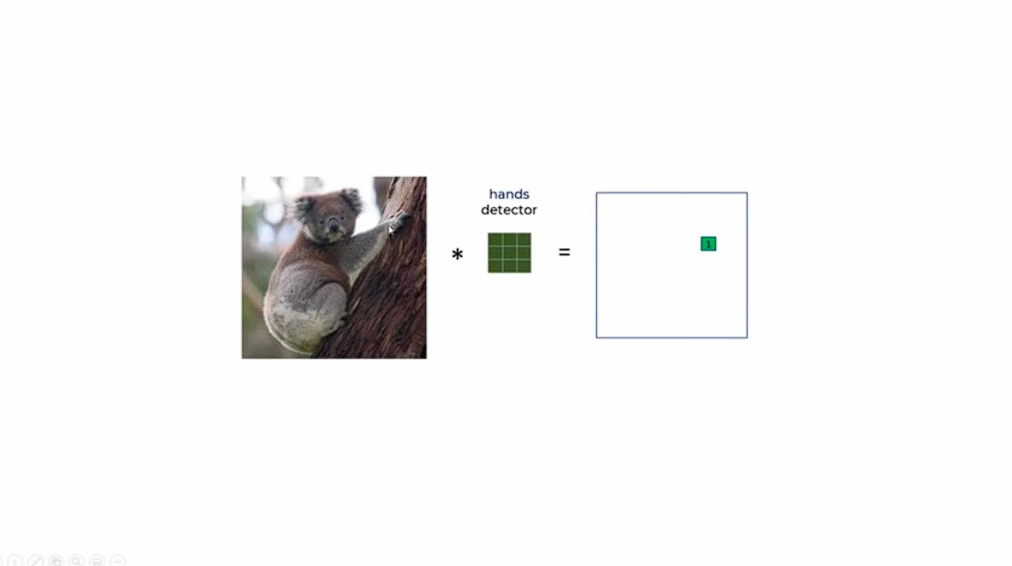 hands
detector
* =
1